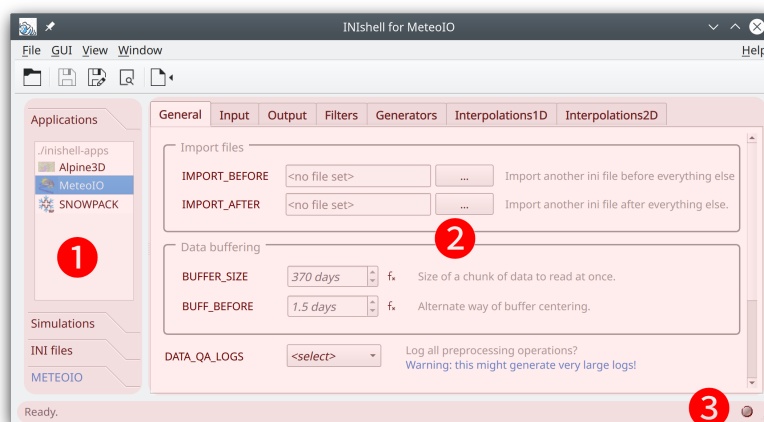 INIshell for MeteoIO
File GUI View Window Help
General Input Output Filters Generators Interpolations1D Interpolations2D
Applications
./inishell-apps
Alpine3D
MeteoIO
SNOWPACK
1
Simulations
INI files
METEOIO
Import files
IMPORT_BEFORE <no file set> ... Import another ini file before everything else
IMPORT_AFTER <no file set> ... Import another ini file after everything else.
2
Data buffering
BUFFER_SIZE 370 days fx Size of a chunk of data to read at once.
BUFF_BEFORE 1.5 days fx Alternate way of buffer centering.
DATA_QA_LOGS <select> Log all preprocessing operations?
Warning: this might generate very large logs!
Ready. 3